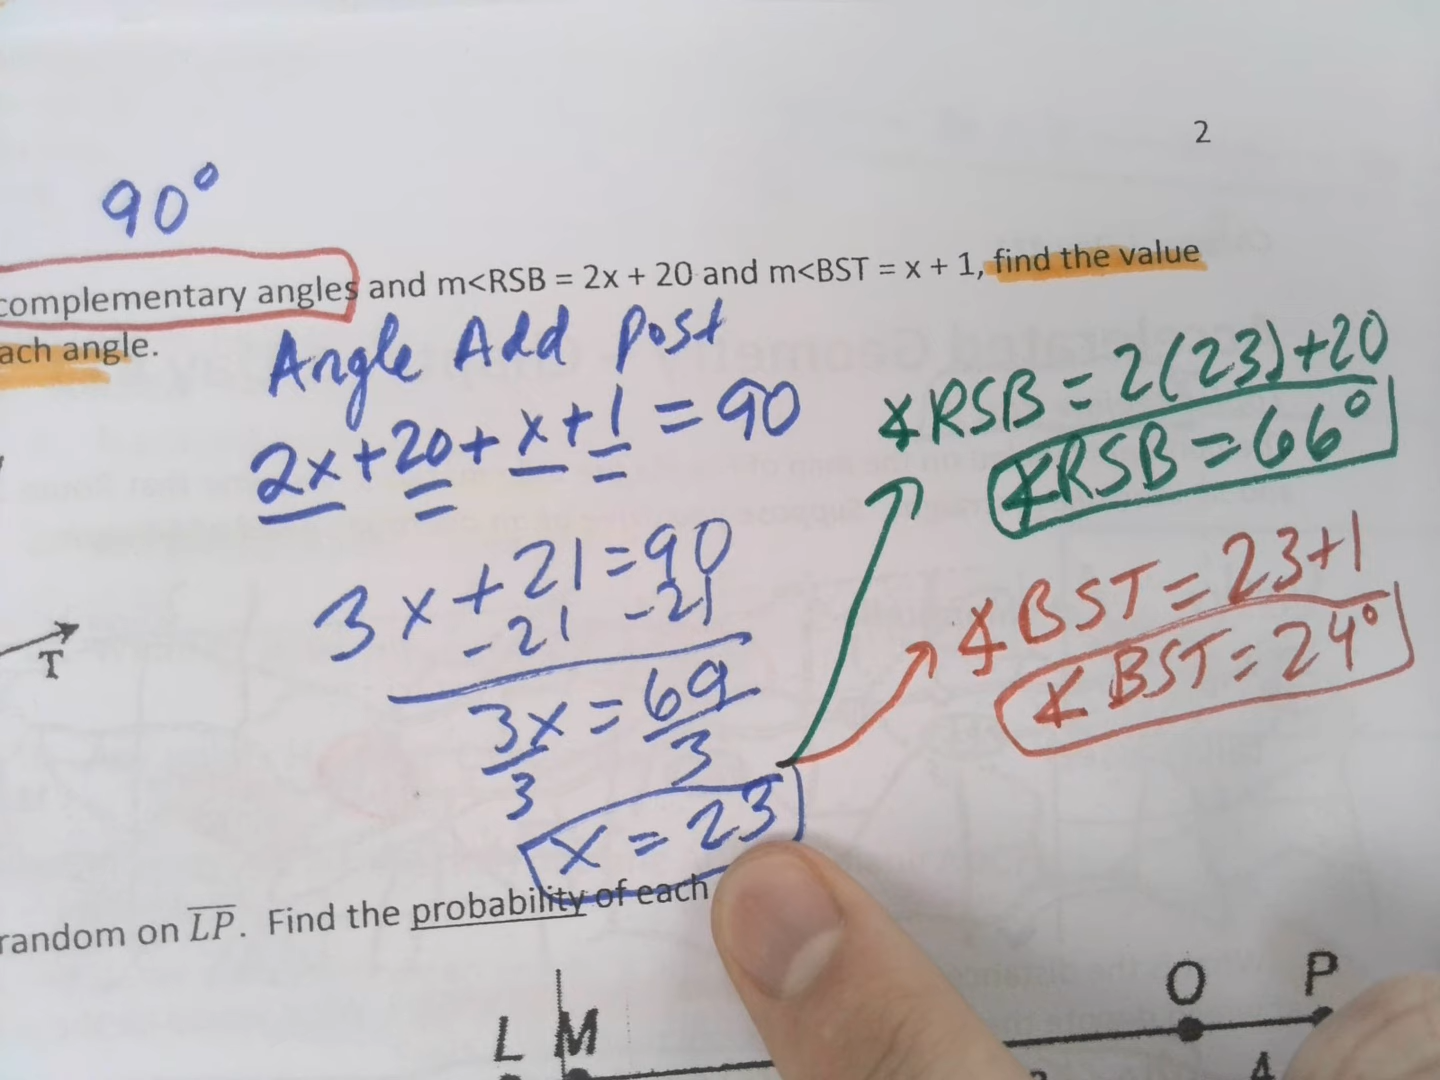 2
90°
complementary angles and m<RSB = 2x + 20 and m<BST = x + 1, find the value
ach angle.
Angle Add Post
2x + 20 + x + 1 = 90
3x + 21 = 90
- 21 - 21
3x = 69
3 3
x = 23
∡RSB = 2(23) + 20
∡RSB = 66°
∡BST = 23 + 1
∡BST = 24°
T
random on LP. Find the probability of each
L M O P
4